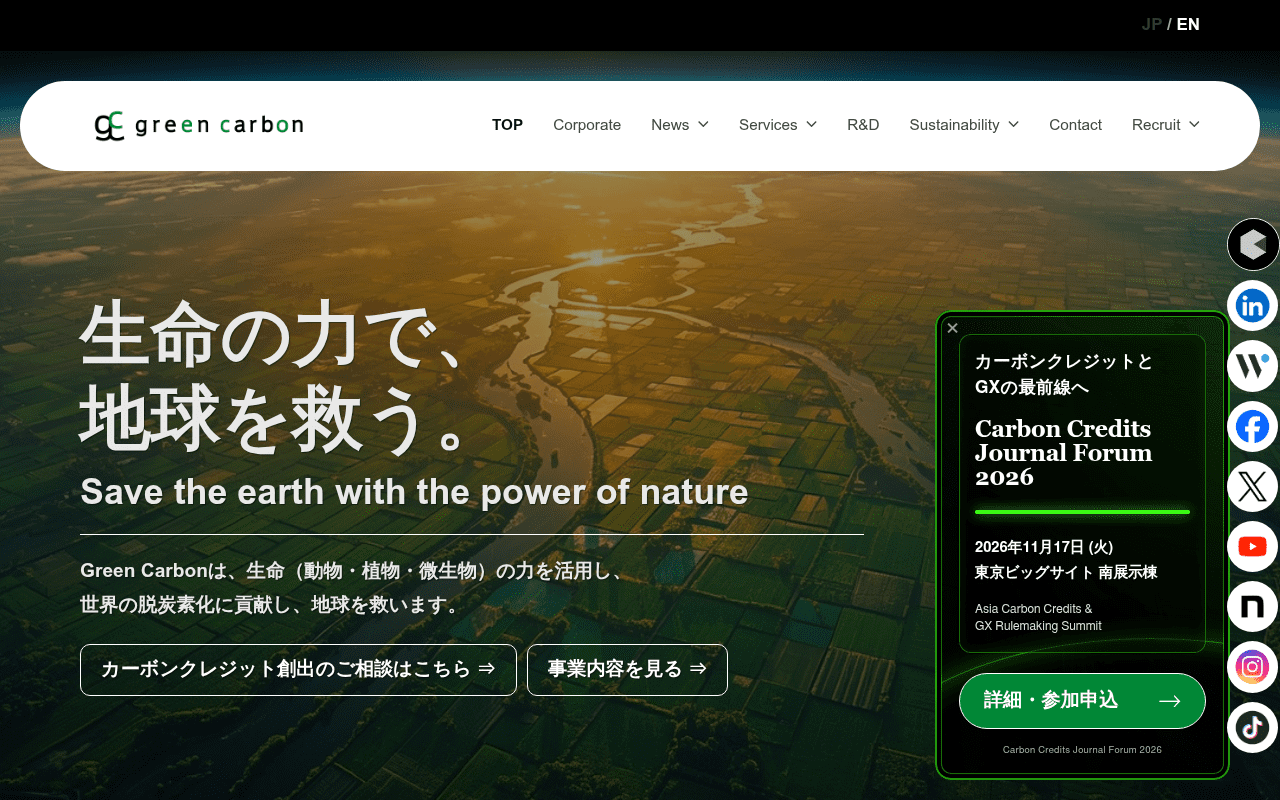 JP / EN
green carbon
TOP Corporate News Services R&D Sustainability Contact Recruit
生命の力で、
地球を救う。
Save the earth with the power of nature
Green Carbonは、生命（動物・植物・微生物）の力を活用し、
世界の脱炭素化に貢献し、地球を救います。
カーボンクレジット創出のご相談はこちら ⇒
事業内容を見る ⇒
カーボンクレジットと
GXの最前線へ
Carbon Credits
Journal Forum
2026
2026年11月17日 (火)
東京ビッグサイト 南展示棟
Asia Carbon Credits &
GX Rulemaking Summit
詳細・参加申込 →
Carbon Credits Journal Forum 2026